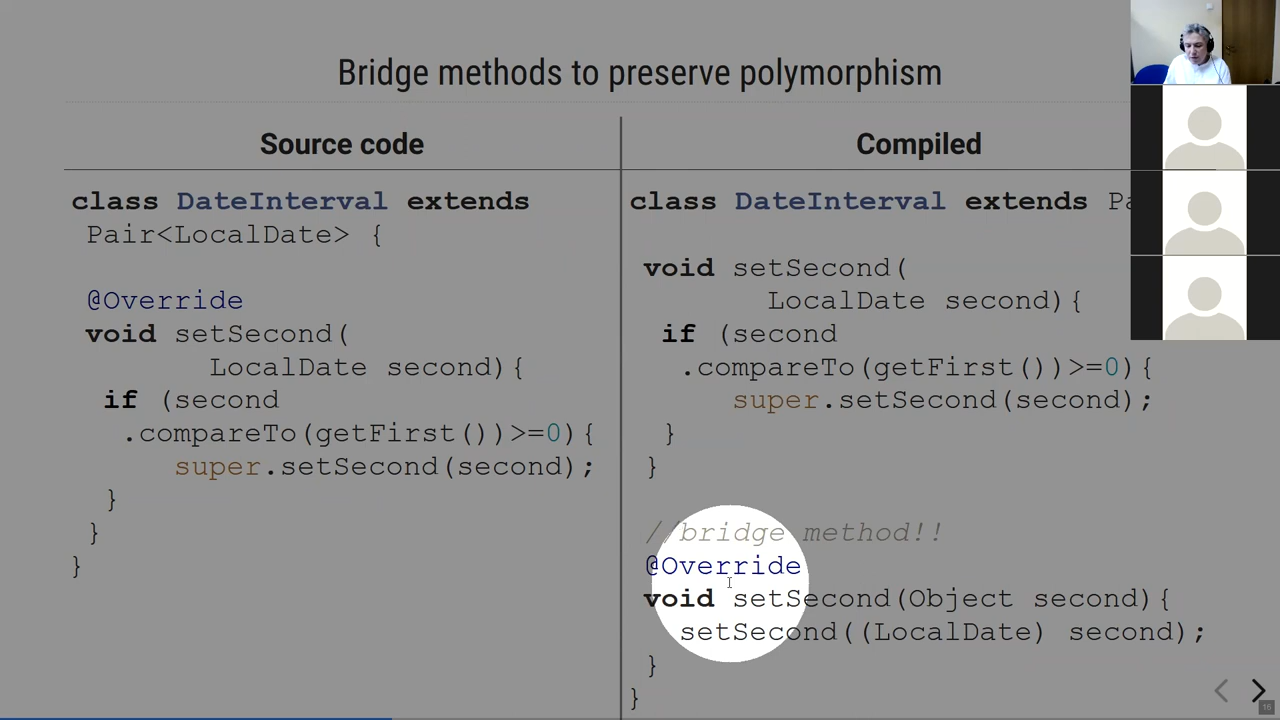 Bridge methods to preserve polymorphism
Source code
class DateInterval extends
Pair<LocalDate> {
@Override
void setSecond(
LocalDate second){
if (second
.compareTo(getFirst())>=0){
super.setSecond(second);
}
}
}
Compiled
class DateInterval extends
void setSecond(
LocalDate second){
if (second
.compareTo(getFirst())>=0){
super.setSecond(second);
}
}
//bridge method!!
@Override
void setSecond(Object second){
setSecond((LocalDate) second);
}
}
16